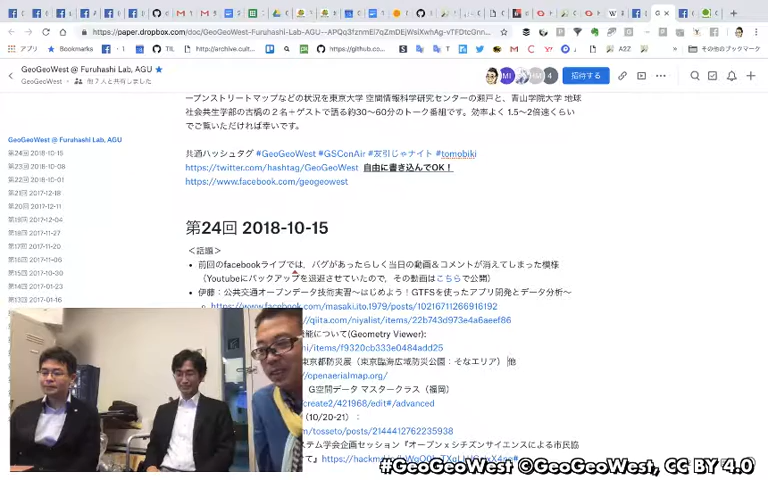 アプリ
Bookmarks
TIL
http://archive.cult…
https://github.co…
A2Z
その他のブックマーク
GeoGeoWest @ Furuhashi Lab, AGU
GeoGeoWest
他 7 人と共有しました
招待する
GeoGeoWest @ Furuhashi Lab, AGU
第24回 2018-10-15
第23回 2018-10-08
第22回 2018-10-01
第21回 2017-12-18
第20回 2017-12-11
第19回 2017-12-04
第18回 2017-11-27
第17回 2017-11-20
第16回 2017-11-06
第15回 2017-10-30
第14回 2017-01-23
第13回 2017-01-16
ープンストリートマップなどの状況を東京大学 空間情報科学研究センターの瀬戸と、青山学院大学 地球
社会共生学部の古橋の２名＋ゲストで語る約30〜60分のトーク番組です。効率よく 1.5〜2倍速くらい
でご覧いただければ幸いです。
共通ハッシュタグ #GeoGeoWest #GSConAir #友引じゃナイト #tomobiki
https://twitter.com/hashtag/GeoGeoWest 自由に書き込んでOK！
https://www.facebook.com/geogeowest
第24回 2018-10-15
＜話題＞
前回のfacebookライブでは、バグがあったらしく当日の動画＆コメントが消えてしまった模様
（Youtubeにバックアップを退避させていたので、その動画はこちらで公開）
伊藤：公共交通オープンデータ技術実習〜はじめよう！GTFSを使ったアプリ開発とデータ分析〜
https://www.facebook.com/masaki.ito.1979/posts/10216711266916192
/qiita.com/niyalist/items/22b743d973e4a6aeef86
能について(Geometry Viewer):
ni/items/f9320cb333e0484add25
東京都防災展（東京臨海広域防災公園：そなエリア）他
/openaerialmap.org/
G空間データ マスタークラス（福岡）
create2/421968/edit#/advanced
（10/20-21）：
/tosseto/posts/2144412762235938
ステム学会企画セッション『オープン x シチズンサイエンスによる市民協
て』
#GeoGeoWest ©GeoGeoWest, CC BY 4.0